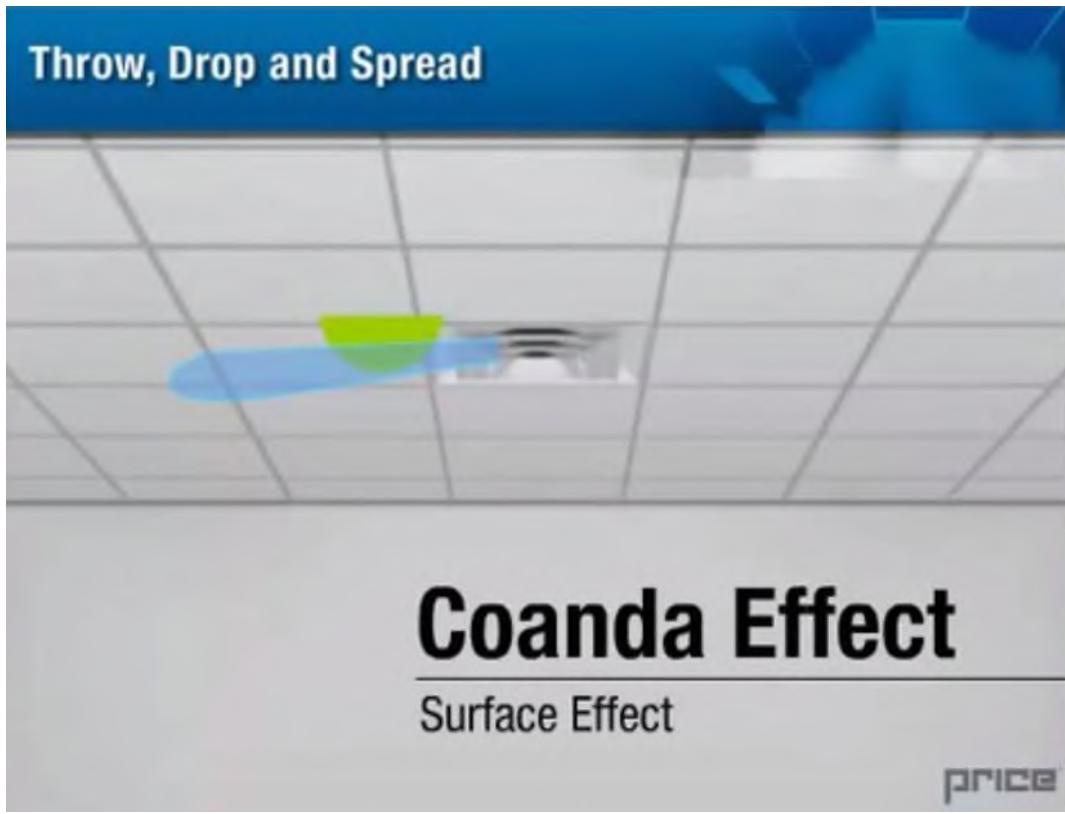 Throw, Drop and Spread
Coanda Effect
Surface Effect
price